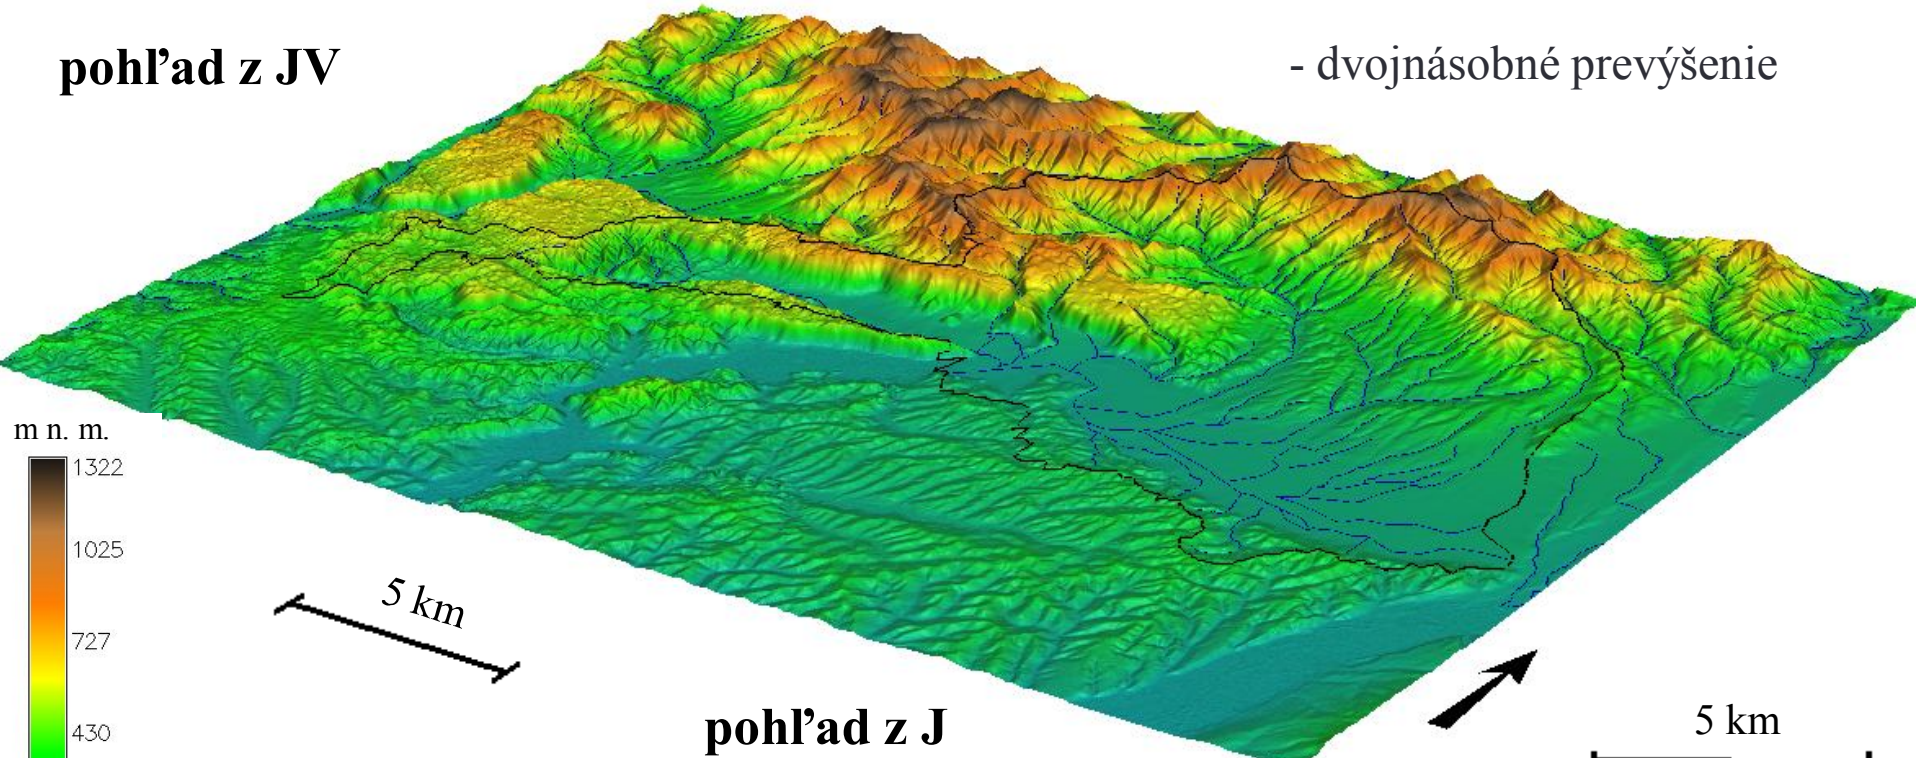 pohľad z JV
- dvojnásobné prevýšenie
m n. m.
1322
1025
727
430
5 km
pohľad z J
5 km